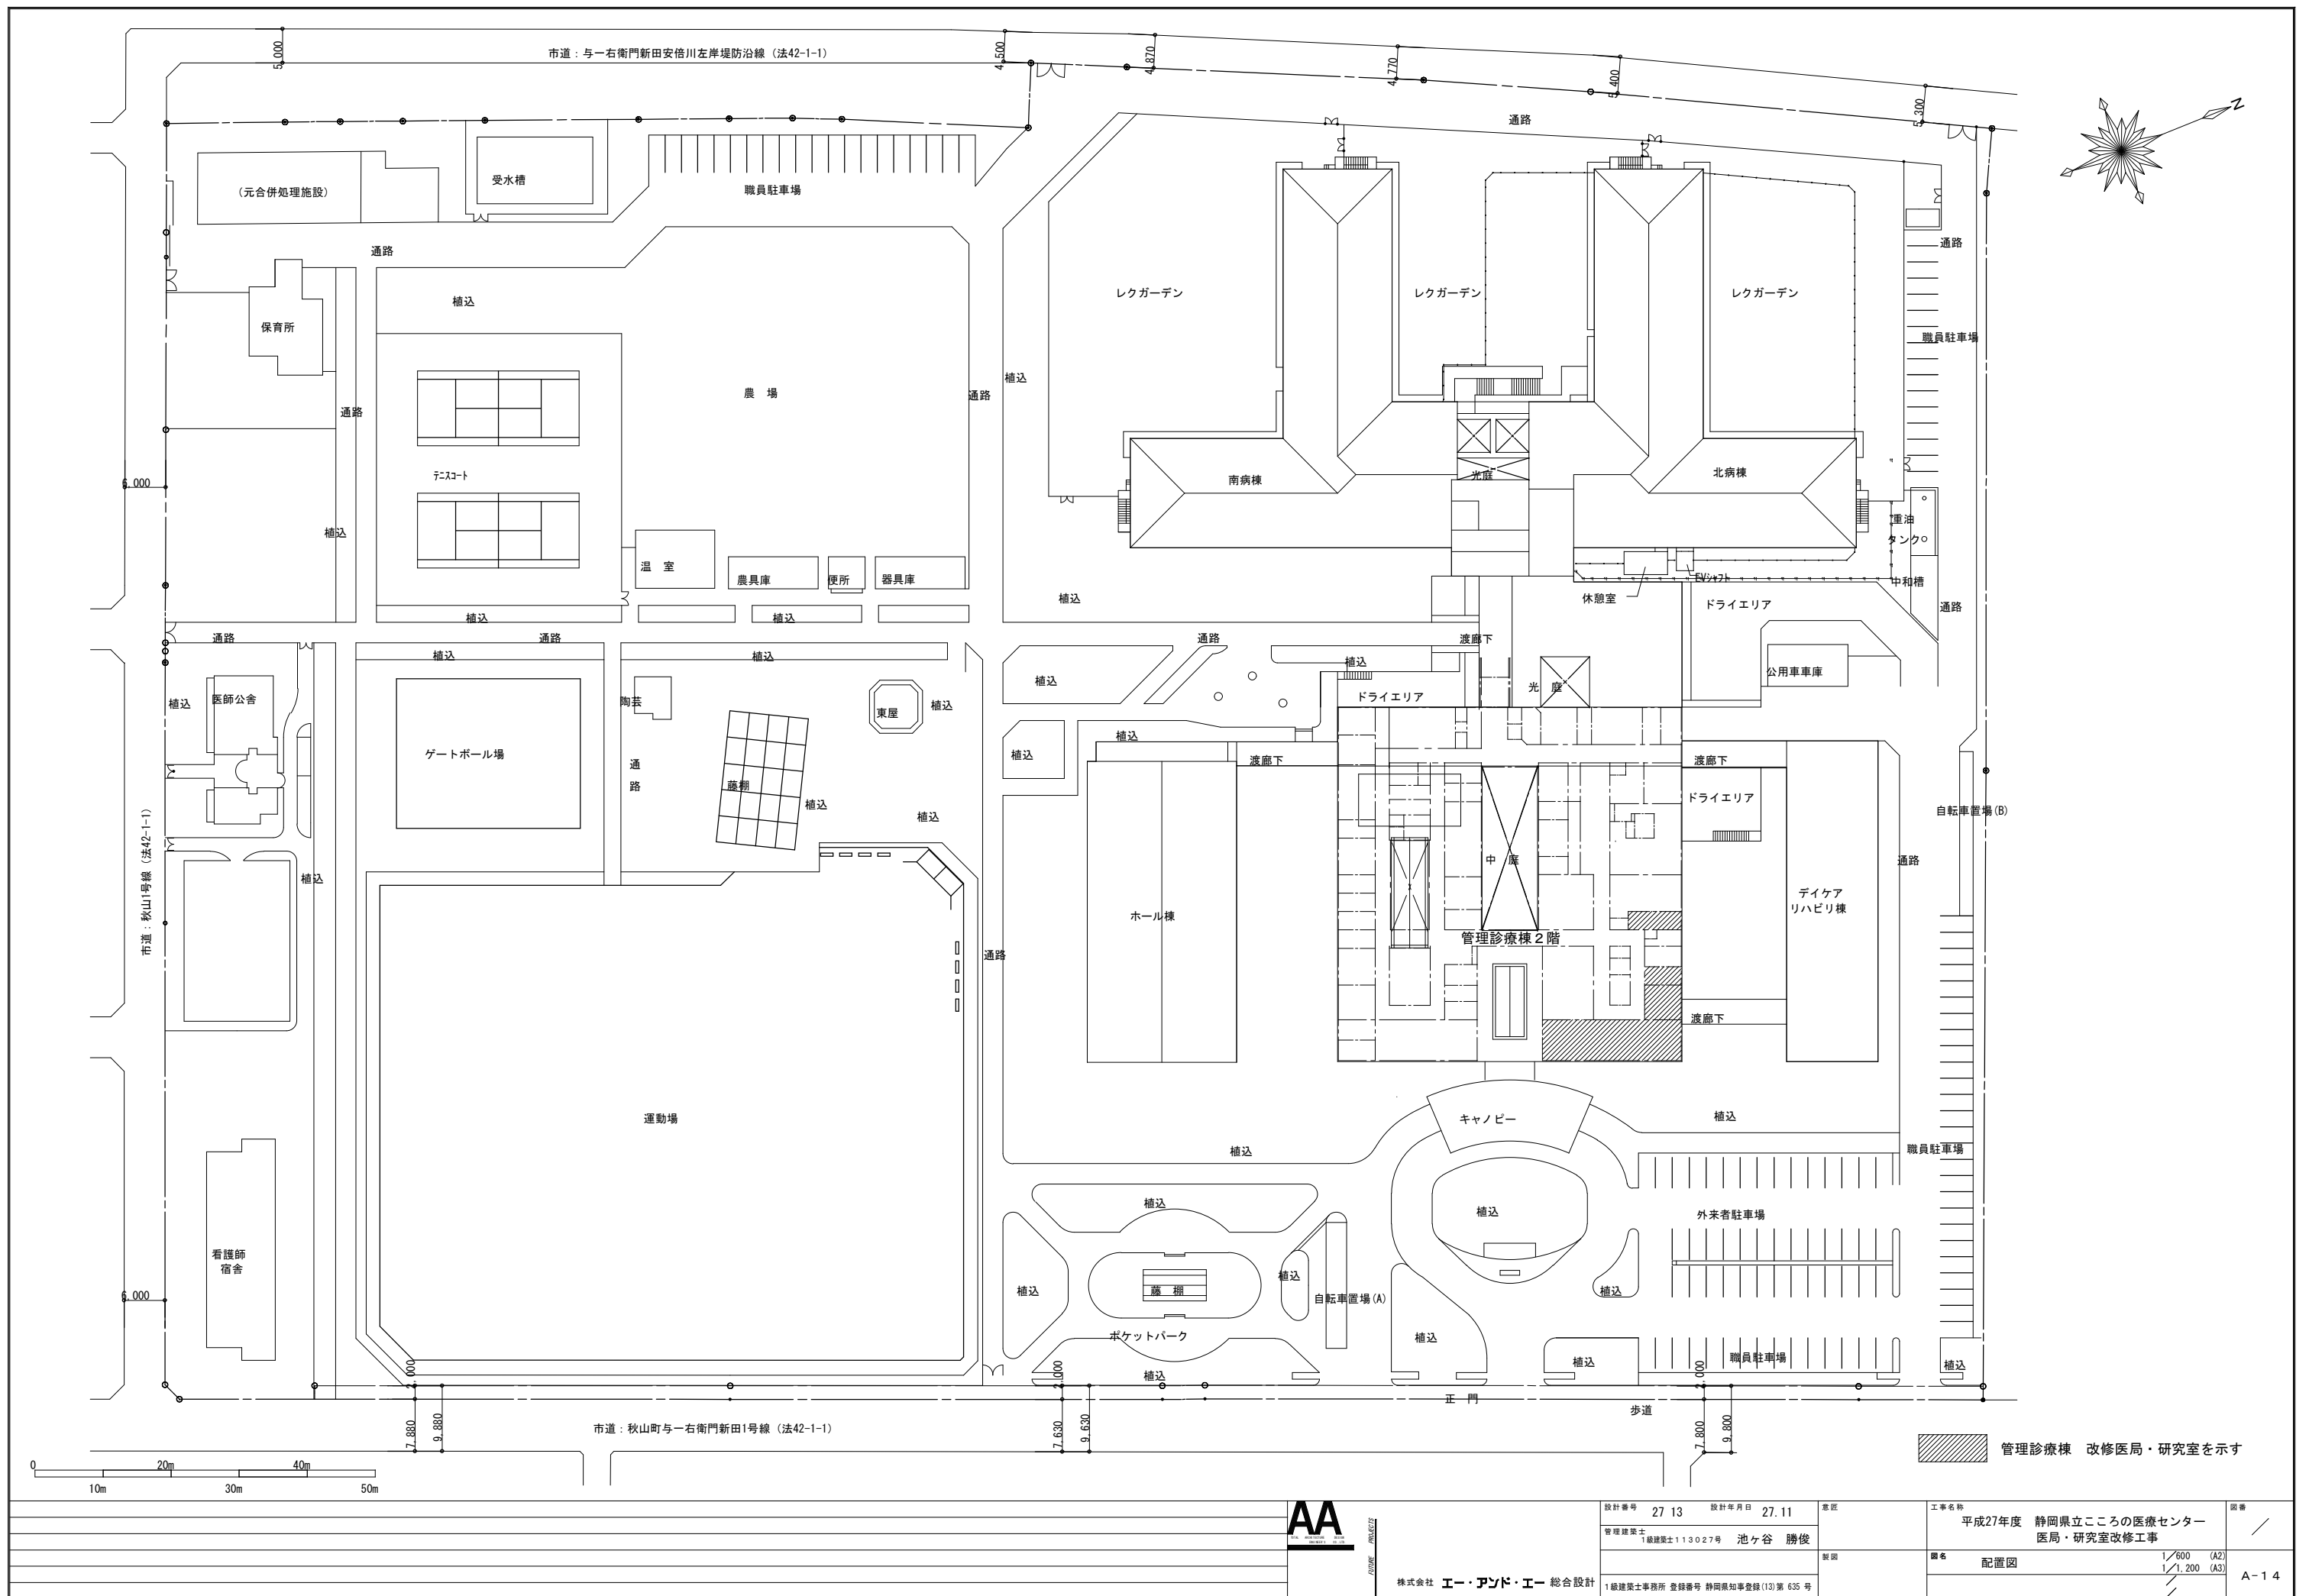 市道：与一右衛門新田安倍川左岸堤防沿線（法42-1-1）
5,000
4,500
4,870
4,770
5,400
5,300
N
通路
(元合併処理施設)
受水槽
職員駐車場
通路
通路
植込
レクガーデン
レクガーデン
レクガーデン
保育所
職員駐車場
植込
農　場
通路
通路
テニスコート
6,000
南病棟
光庭
北病棟
植込
重油
タンク
温　室
農具庫
便所
器具庫
EVシャフト
中和槽
休憩室
ドライエリア
植込
通路
植込
植込
通路
通路
通路
渡廊下
植込
植込
植込
公用車車庫
植込
医師公舎
植込
陶芸
東屋
植込
ドライエリア
光　庭
ゲートボール場
植込
植込
渡廊下
渡廊下
通
路
藤棚
植込
植込
ドライエリア
自転車置場(B)
市道：秋山1号線（法42-1-1）
植込
中　庭
通路
デイケア
リハビリ棟
ホール棟
管理診療棟２階
通路
渡廊下
運動場
キャノピー
植込
植込
職員駐車場
植込
植込
外来者駐車場
看護師
宿舎
植込
藤　棚
植込
植込
自転車置場(A)
6,000
ポケットパーク
植込
植込
植込
職員駐車場
植込
2,000
2,000
2,000
正　門
歩道
市道：秋山町与一右衛門新田1号線（法42-1-1）
7,880
9,880
7,630
9,630
7,800
9,800
管理診療棟　改修医局・研究室を示す
0
20m
40m
10m
30m
50m
AA
FUTURE PROJECTS
株式会社 エー・アンド・エー 総合設計
設計番号
27 13
設計年月日
27.11
管理建築士
1級建築士１１３０２７号
池ヶ谷　勝俊
1級建築士事務所 登録番号 静岡県知事登録(13)第 635 号
意匠
製図
工事名称
平成27年度　静岡県立こころの医療センター
医局・研究室改修工事
図名
配置図
1／600 (A2)
1／1,200 (A3)
図番
A-１４